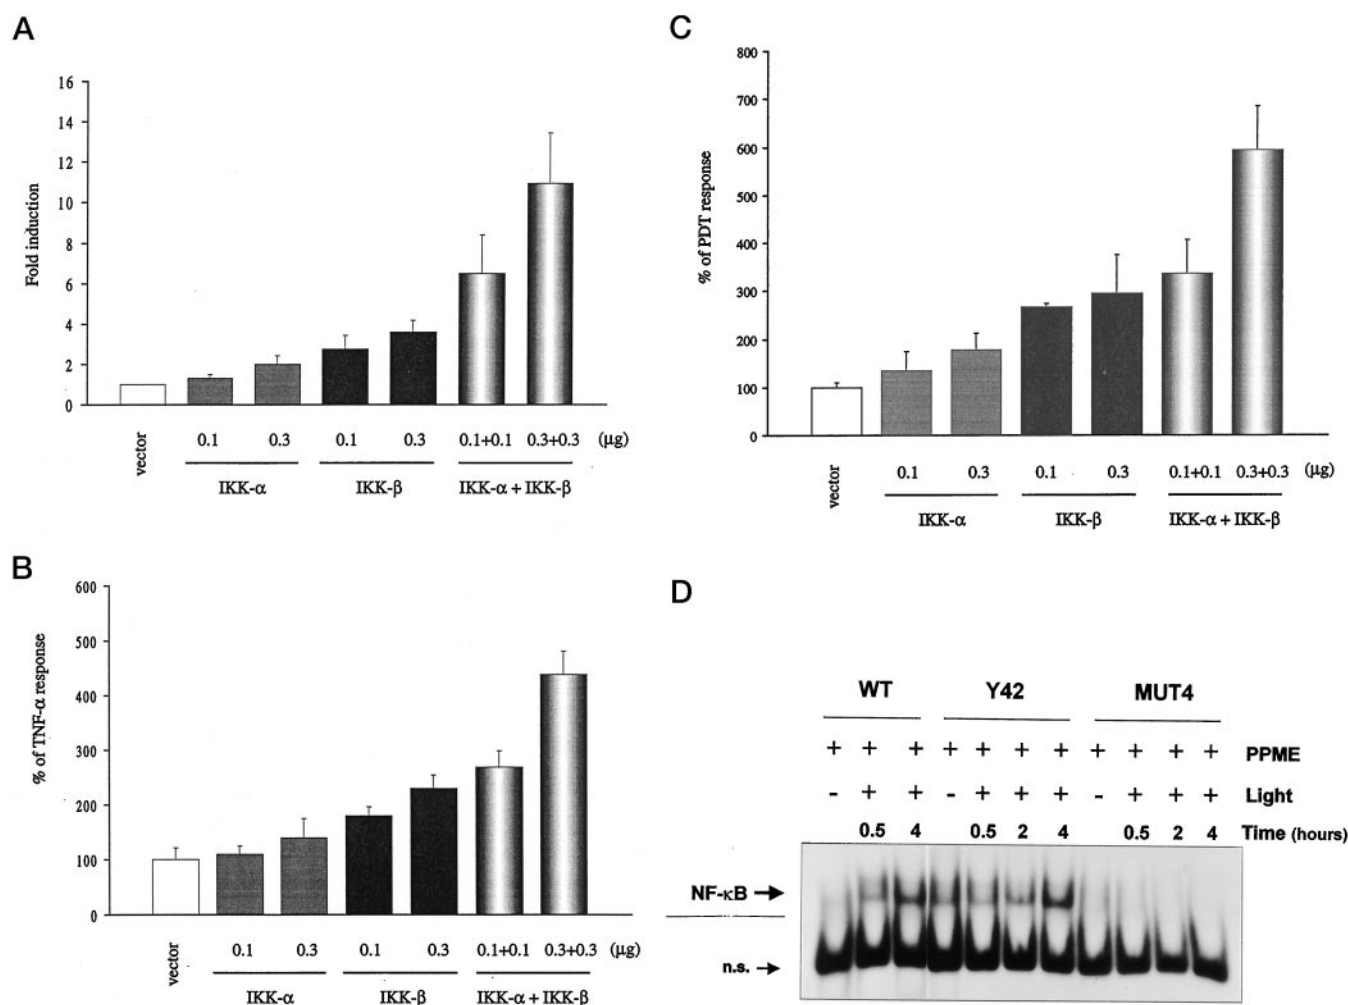 A
Fold induction
16
14
12
10
8
6
4
2
0
vector
0.1 0.3 0.1 0.3 0.1+0.1 0.3+0.3 (μg)
IKK-α IKK-β IKK-α + IKK-β
B
% of TNF-α response
600
500
400
300
200
100
0
vector
0.1 0.3 0.1 0.3 0.1+0.1 0.3+0.3 (μg)
IKK-α IKK-β IKK-α + IKK-β
C
% of PDT response
800
700
600
500
400
300
200
100
0
vector
0.1 0.3 0.1 0.3 0.1+0.1 0.3+0.3 (μg)
IKK-α IKK-β IKK-α + IKK-β
D
WT Y42 MUT4
+ + + + + + + + + + + PPME
- + + - + + + - + + + Light
0.5 4 0.5 2 4 0.5 2 4 Time (hours)
NF-κB
n.s.